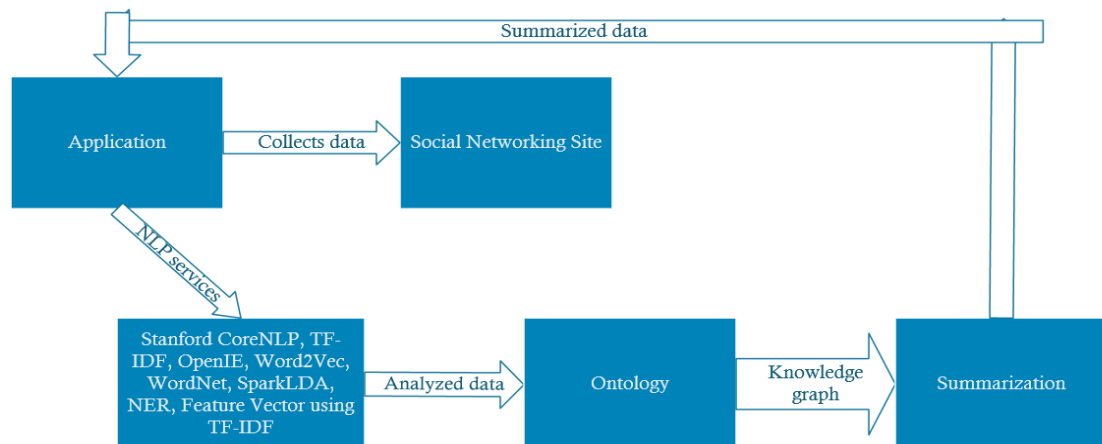 Summarized data
Application
Collects data
Social Networking Site
NLP services
Stanford CoreNLP, TF-
IDF, OpenIE, Word2Vec,
WordNet, SparkLDA,
NER, Feature Vector using
TF-IDF
Analyzed data
Ontology
Knowledge
graph
Summarization